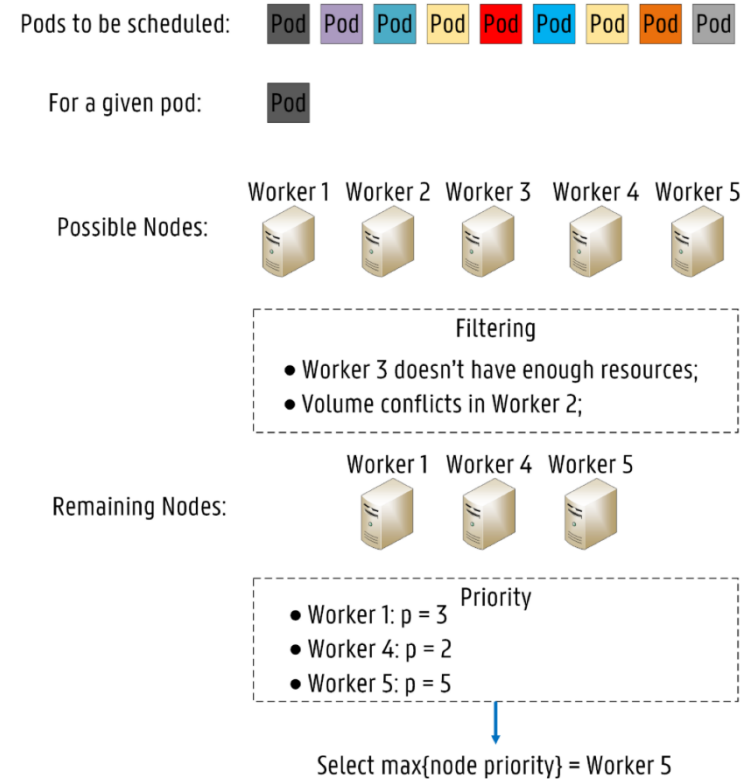 Pods to be scheduled: Pod Pod Pod Pod Pod Pod Pod Pod Pod
For a given pod: Pod
Worker 1 Worker 2 Worker 3 Worker 4 Worker 5
Possible Nodes:
Filtering
● Worker 3 doesn't have enough resources;
● Volume conflicts in Worker 2;
Worker 1 Worker 4 Worker 5
Remaining Nodes:
Priority
● Worker 1: p = 3
● Worker 4: p = 2
● Worker 5: p = 5
Select max{node priority} = Worker 5